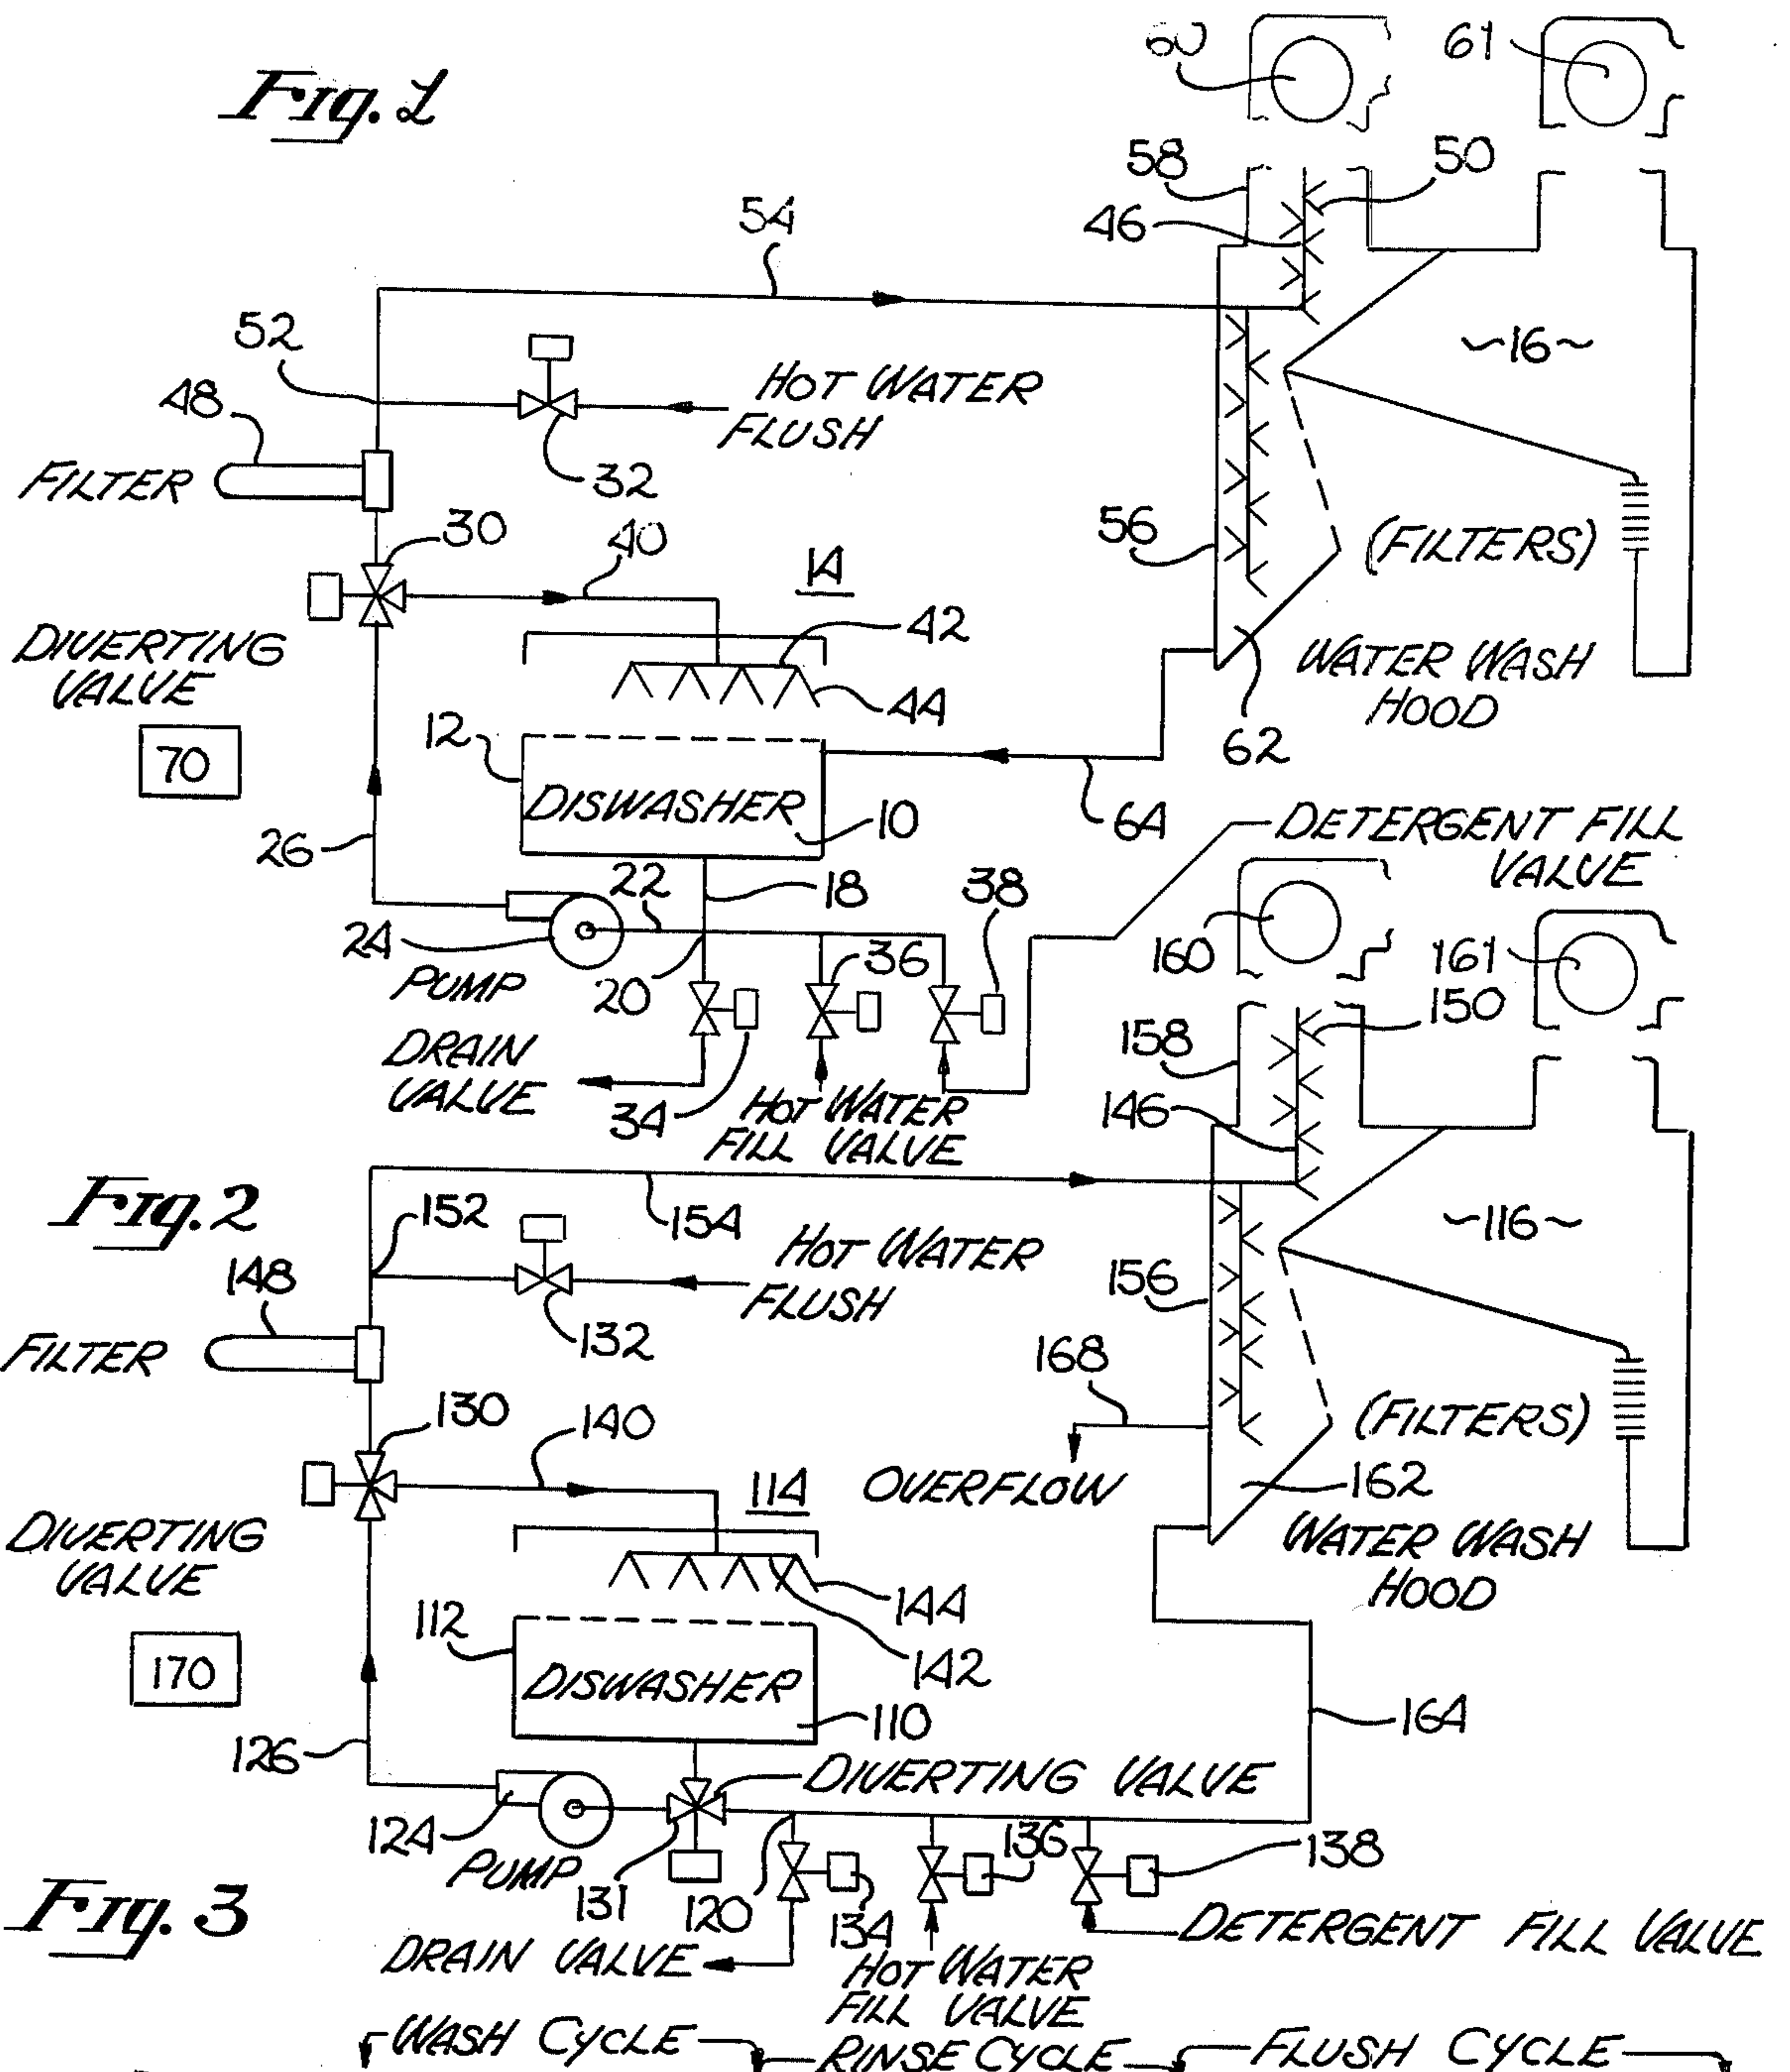 Fig. 1
60
61
58
50
46
54
52
~16~
HOT WATER
FLUSH
48
FILTER
32
30
40
56
(FILTERS)
14
DIVERTING
VALVE
42
44
WATER WASH
HOOD
62
12
70
DISWASHER
10
64
26
DETERGENT FILL
VALVE
22
18
38
24
PUMP
20
36
160
161
150
DRAIN
VALVE
34
HOT WATER
FILL VALVE
158
146
Fig. 2
152
154
~116~
HOT WATER
FLUSH
148
156
FILTER
132
168
130
140
(FILTERS)
OVERFLOW
162
114
DIVERTING
VALVE
WATER WASH
HOOD
144
112
142
170
DISWASHER
110
164
126
DIVERTING VALVE
124
PUMP
131
120
134
136
138
Fig. 3
DRAIN VALVE
HOT WATER
FILL VALVE
DETERGENT FILL VALVE
WASH CYCLE
RINSE CYCLE
FLUSH CYCLE